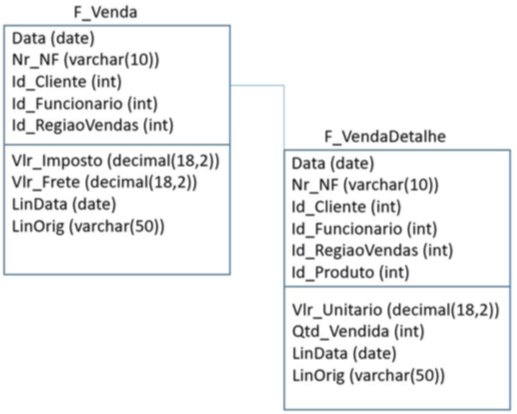 F_Venda
Data (date)
Nr_NF (varchar(10))
Id_Cliente (int)
Id_Funcionario (int)
Id_RegiaoVendas (int)
Vlr_Imposto (decimal(18,2))
Vlr_Frete (decimal(18,2))
LinData (date)
LinOrig (varchar(50))
F_VendaDetalhe
Data (date)
Nr_NF (varchar(10))
Id_Cliente (int)
Id_Funcionario (int)
Id_RegiaoVendas (int)
Id_Produto (int)
Vlr_Unitario (decimal(18,2))
Qtd_Vendida (int)
LinData (date)
LinOrig (varchar(50))